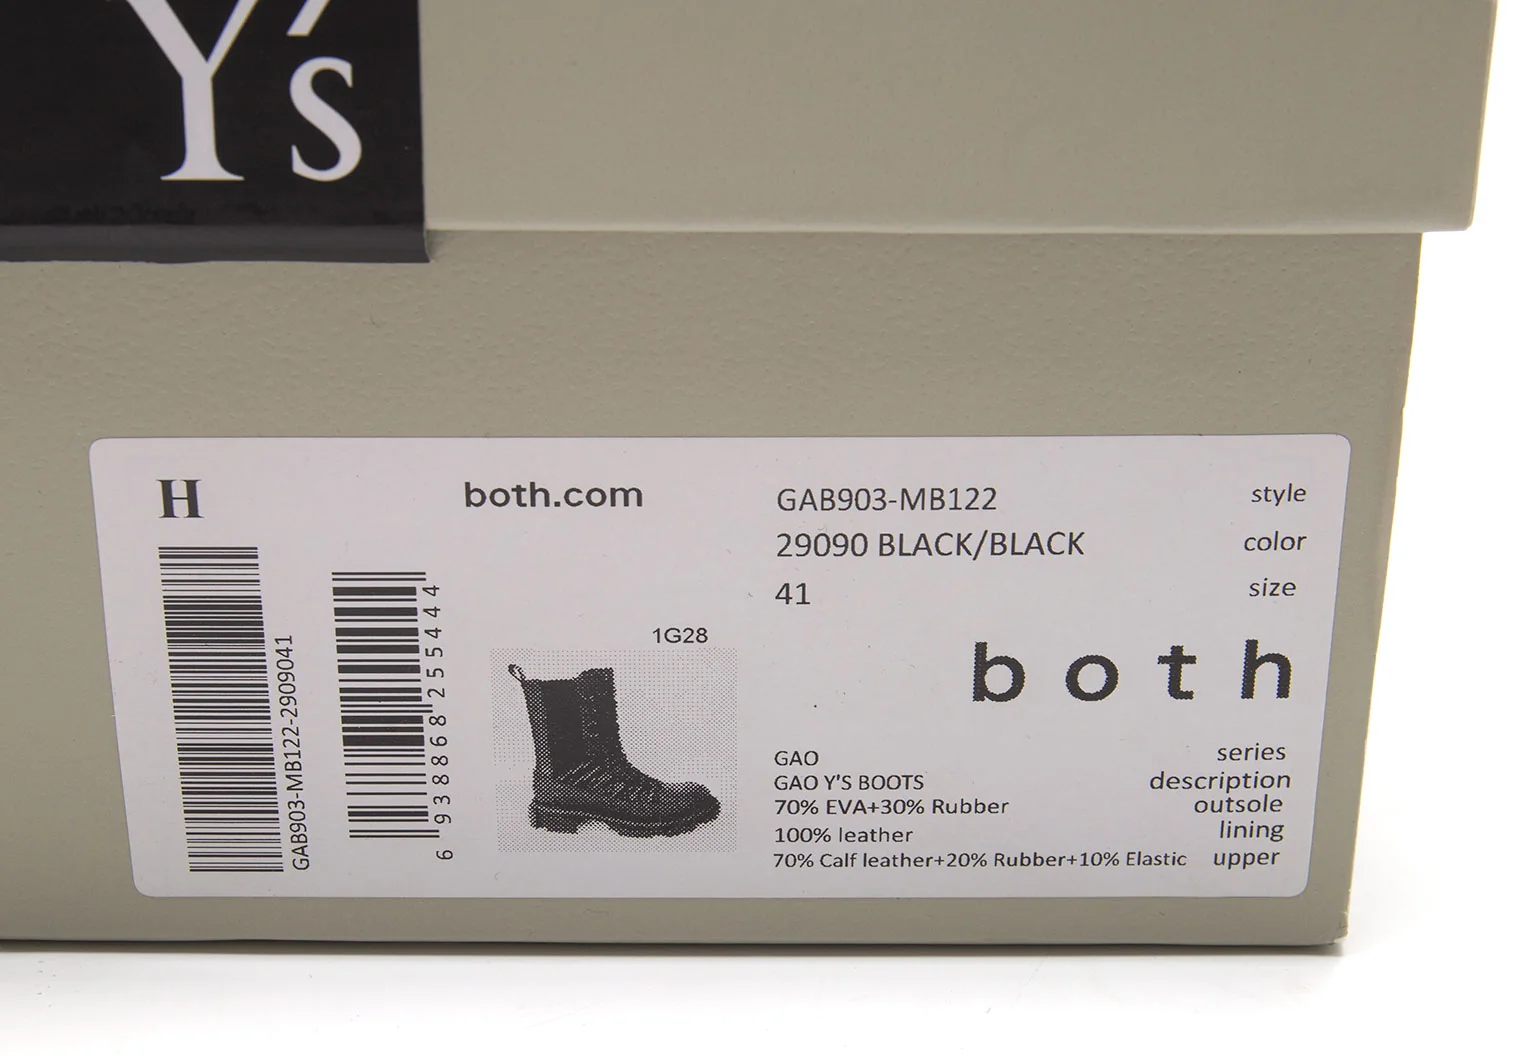 Y's
H
both.com
GAB903-MB122 style
29090 BLACK/BLACK color
41 size
GAB903-MB122-2909041
6 938868 255444
1G28
both
GAO series
GAO Y'S BOOTS description
70% EVA+30% Rubber outsole
100% leather lining
70% Calf leather+20% Rubber+10% Elastic upper